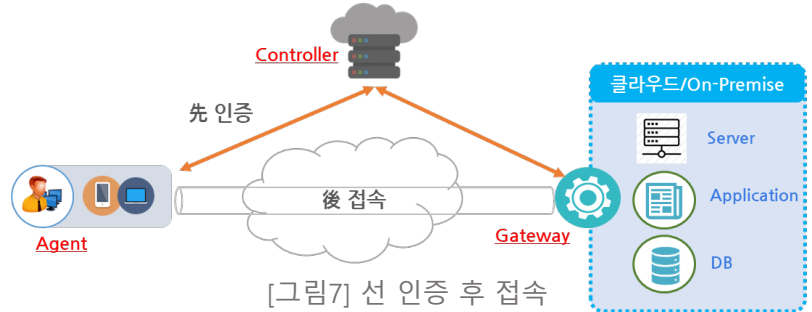 Controller
클라우드/On-Premise
先 인증
Server
後 접속
Application
Agent
Gateway
DB
[그림7] 선 인증 후 접속